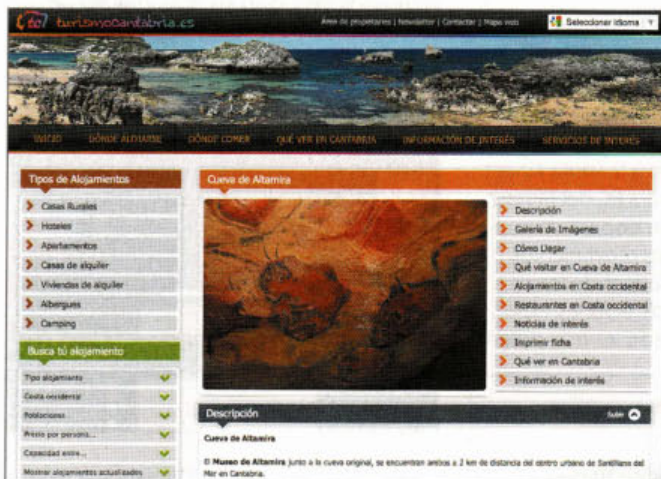 turismocantabria.es
Área de propietarios | Newsletter | Contactar | Mapa web
Seleccionar idioma
INICIO DÓNDE ALOJARSE DÓNDE COMER QUÉ VER EN CANTABRIA INFORMACIÓN DE INTERÉS SERVICIOS DE INTERÉS
Tipos de Alojamientos
Casas Rurales
Hoteles
Apartamentos
Casas de alquiler
Viviendas de alquiler
Albergues
Camping
Busca tú alojamiento
Tipo alojamiento
Costa occidental
Poblaciones
Precio por persona...
Capacidad entre...
Mostrar alojamientos actualizados
Cueva de Altamira
Descripción
Galería de Imágenes
Cómo Llegar
Qué visitar en Cueva de Altamira
Alojamientos en Costa occidental
Restaurantes en Costa occidental
Noticias de interés
Imprimir ficha
Qué ver en Cantabria
Información de interés
Descripción
Subir
Cueva de Altamira
El Museo de Altamira junto a la cueva original, se encuentran ambos a 2 km de distancia del centro urbano de Santillana del
Mar en Cantabria.